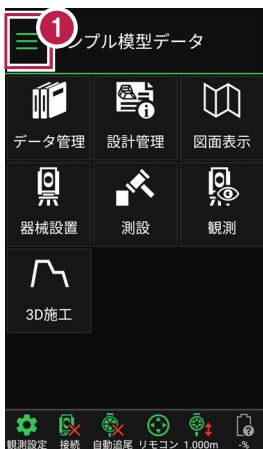 1
ンプル模型データ
データ管理 設計管理 図面表示
器械設置 測設 観測
3D施工
観測設定 接続 自動追尾 リモコン 1.000m -%